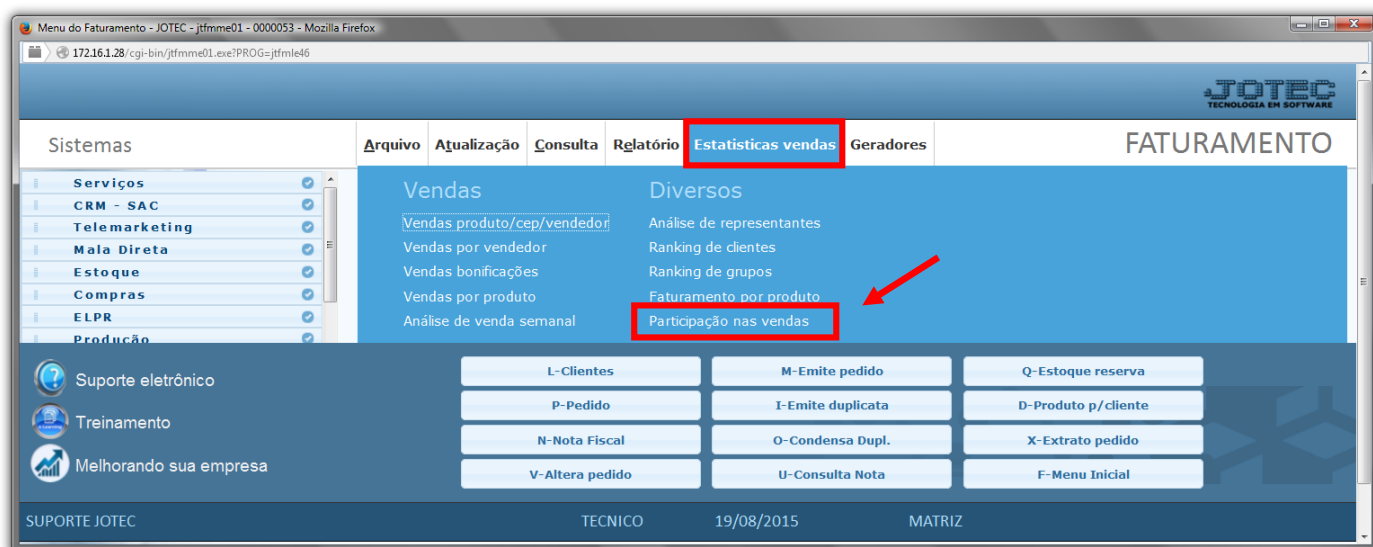 Menu do Faturamento - JOTEC - jtfmme01 - 0000053 - Mozilla Firefox
172.16.1.28/cgi-bin/jtfmme01.exe?PROG=jtfmle46
JOTEC
TECNOLOGIA EM SOFTWARE
Sistemas
Arquivo Atualização Consulta Relatório Estatisticas vendas Geradores
FATURAMENTO
Serviços
CRM - SAC
Telemarketing
Mala Direta
Estoque
Compras
ELPR
Produção
Vendas
Vendas produto/cep/vendedor
Vendas por vendedor
Vendas bonificações
Vendas por produto
Análise de venda semanal
Diversos
Análise de representantes
Ranking de clientes
Ranking de grupos
Faturamento por produto
Participação nas vendas
Suporte eletrônico
Treinamento
Melhorando sua empresa
L-Clientes M-Emite pedido Q-Estoque reserva
P-Pedido I-Emite duplicata D-Produto p/cliente
N-Nota Fiscal O-Condensa Dupl. X-Extrato pedido
V-Altera pedido U-Consulta Nota F-Menu Inicial
SUPORTE JOTEC TECNICO 19/08/2015 MATRIZ